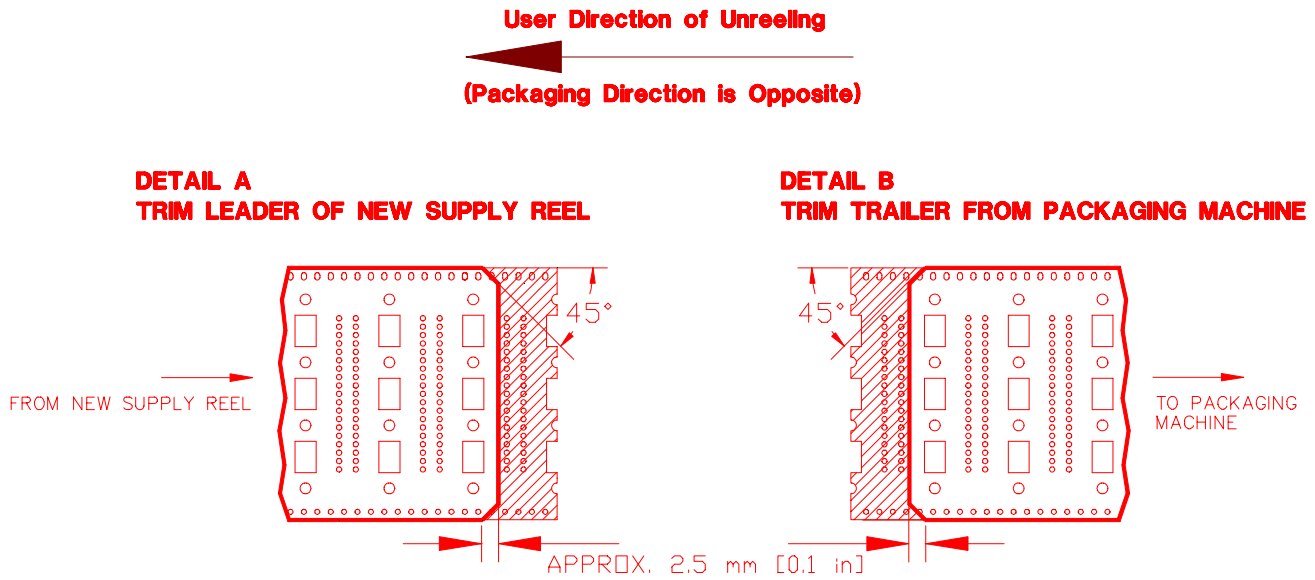 User Direction of Unreeling
(Packaging Direction is Opposite)
DETAIL A
TRIM LEADER OF NEW SUPPLY REEL
DETAIL B
TRIM TRAILER FROM PACKAGING MACHINE
45°
45°
FROM NEW SUPPLY REEL
TO PACKAGING
MACHINE
APPROX. 2.5 mm [0.1 in]